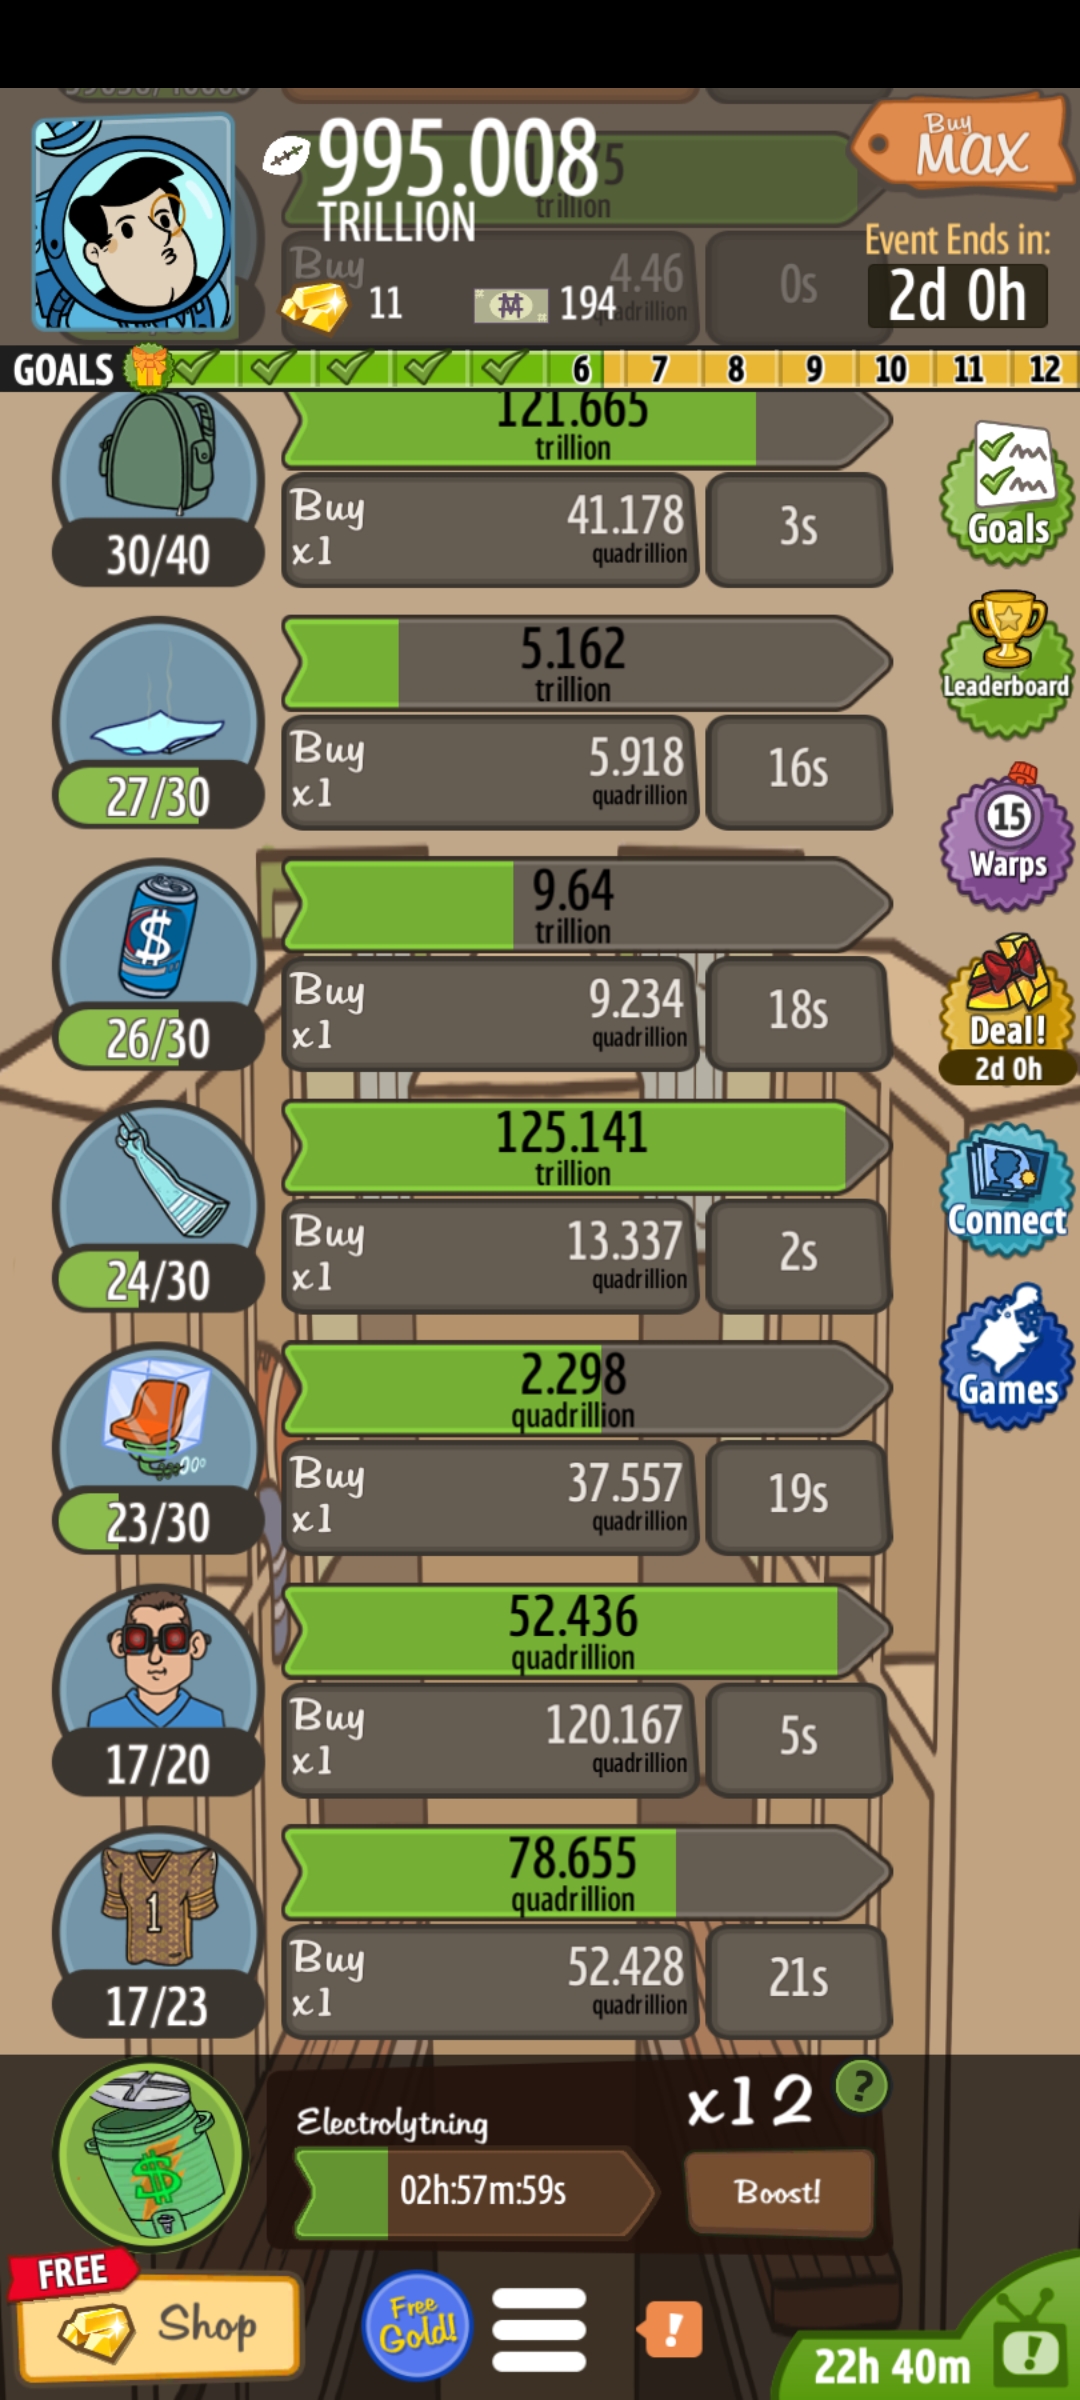 995.008
TRILLION
Buy
MAX
trillion
Event Ends in:
2d 0h
Buy
4.46
0s
11
194
GOALS
6
7
8
9
10
11
12
121.665
trillion
Buy
x1
41.178
quadrillion
3s
30/40
Goals
5.162
trillion
Buy
x1
5.918
quadrillion
16s
27/30
Leaderboard
15
Warps
9.64
trillion
Buy
x1
9.234
quadrillion
18s
26/30
Deal!
2d 0h
125.141
trillion
Buy
x1
13.337
quadrillion
2s
24/30
Connect
2.298
quadrillion
Buy
x1
37.557
quadrillion
19s
23/30
Games
52.436
quadrillion
Buy
x1
120.167
quadrillion
5s
17/20
78.655
quadrillion
1
Buy
x1
52.428
quadrillion
21s
17/23
Electrolytning
x12
?
02h:57m:59s
Boost!
FREE
Shop
Free
Gold!
!
22h 40m
!